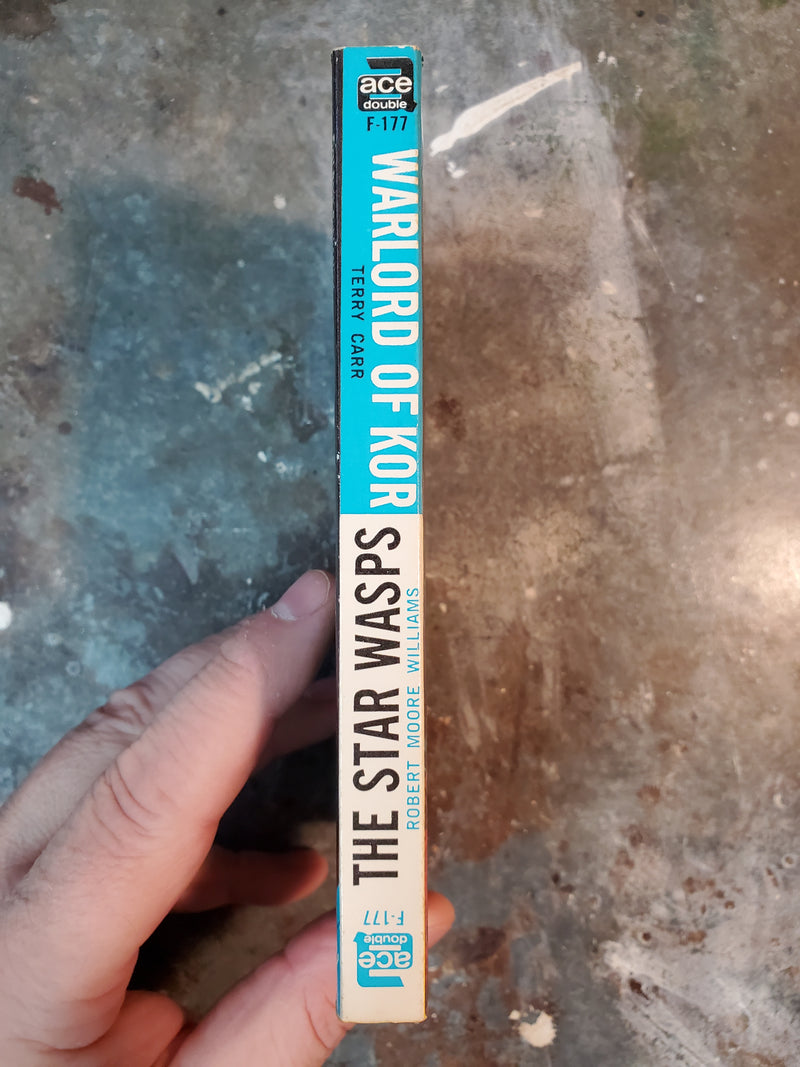 ace
double
F-177
WARLORD OF KOR
TERRY CARR
THE STAR WASPS
ROBERT MOORE WILLIAMS
F-177
ace
double